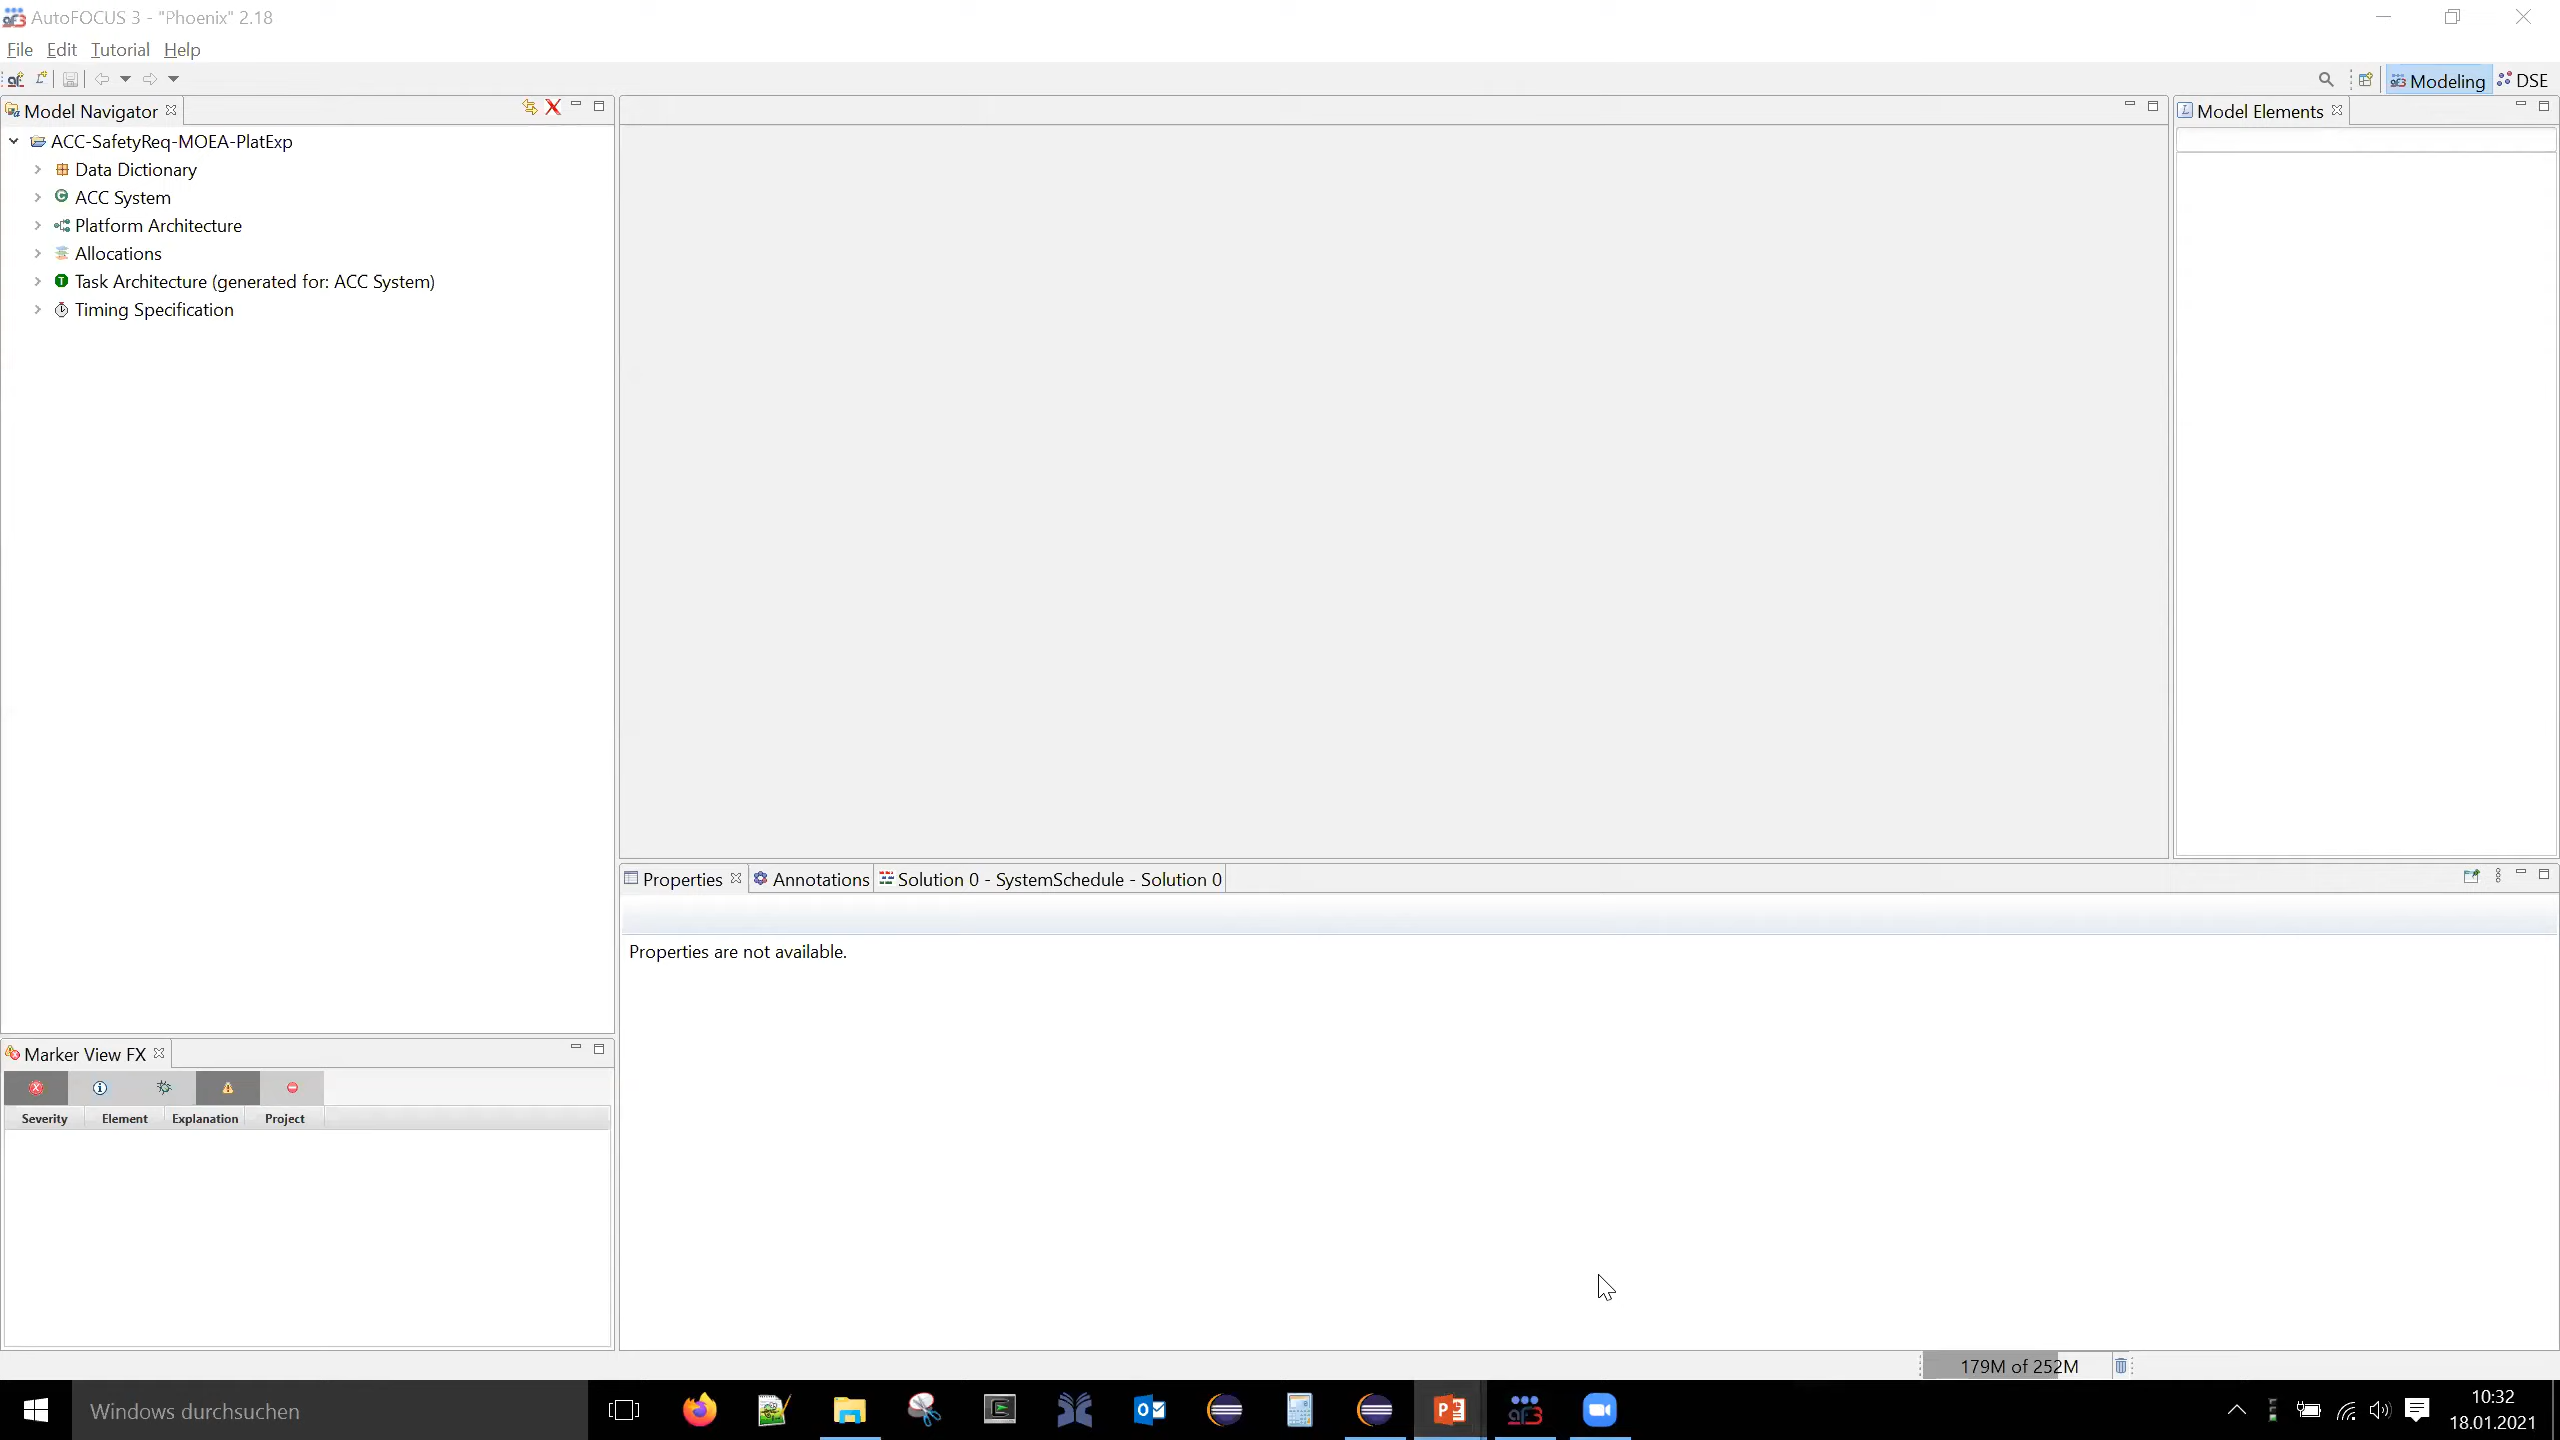 AutoFOCUS 3 - "Phoenix" 2.18
File Edit Tutorial Help
Modeling DSE
Model Navigator
Model Elements
ACC-SafetyReq-MOEA-PlatExp
Data Dictionary
ACC System
Platform Architecture
Allocations
Task Architecture (generated for: ACC System)
Timing Specification
Properties Annotations Solution 0 - SystemSchedule - Solution 0
Properties are not available.
Marker View FX
Severity Element Explanation Project
179M of 252M
Windows durchsuchen
10:32
18.01.2021